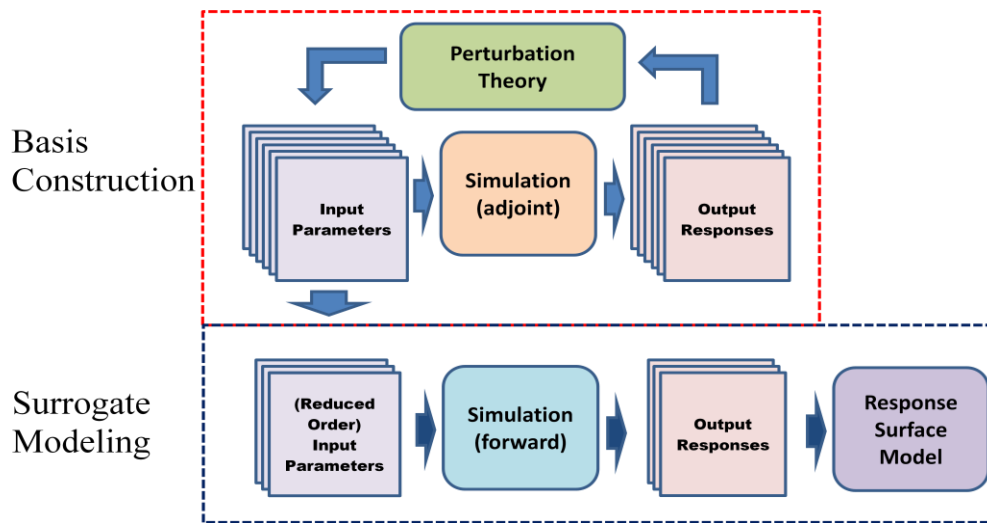 Perturbation
Theory
Basis
Construction
Input
Parameters
Simulation
(adjoint)
Output
Responses
Surrogate
Modeling
(Reduced
Order)
Input
Parameters
Simulation
(forward)
Output
Responses
Response
Surface
Model